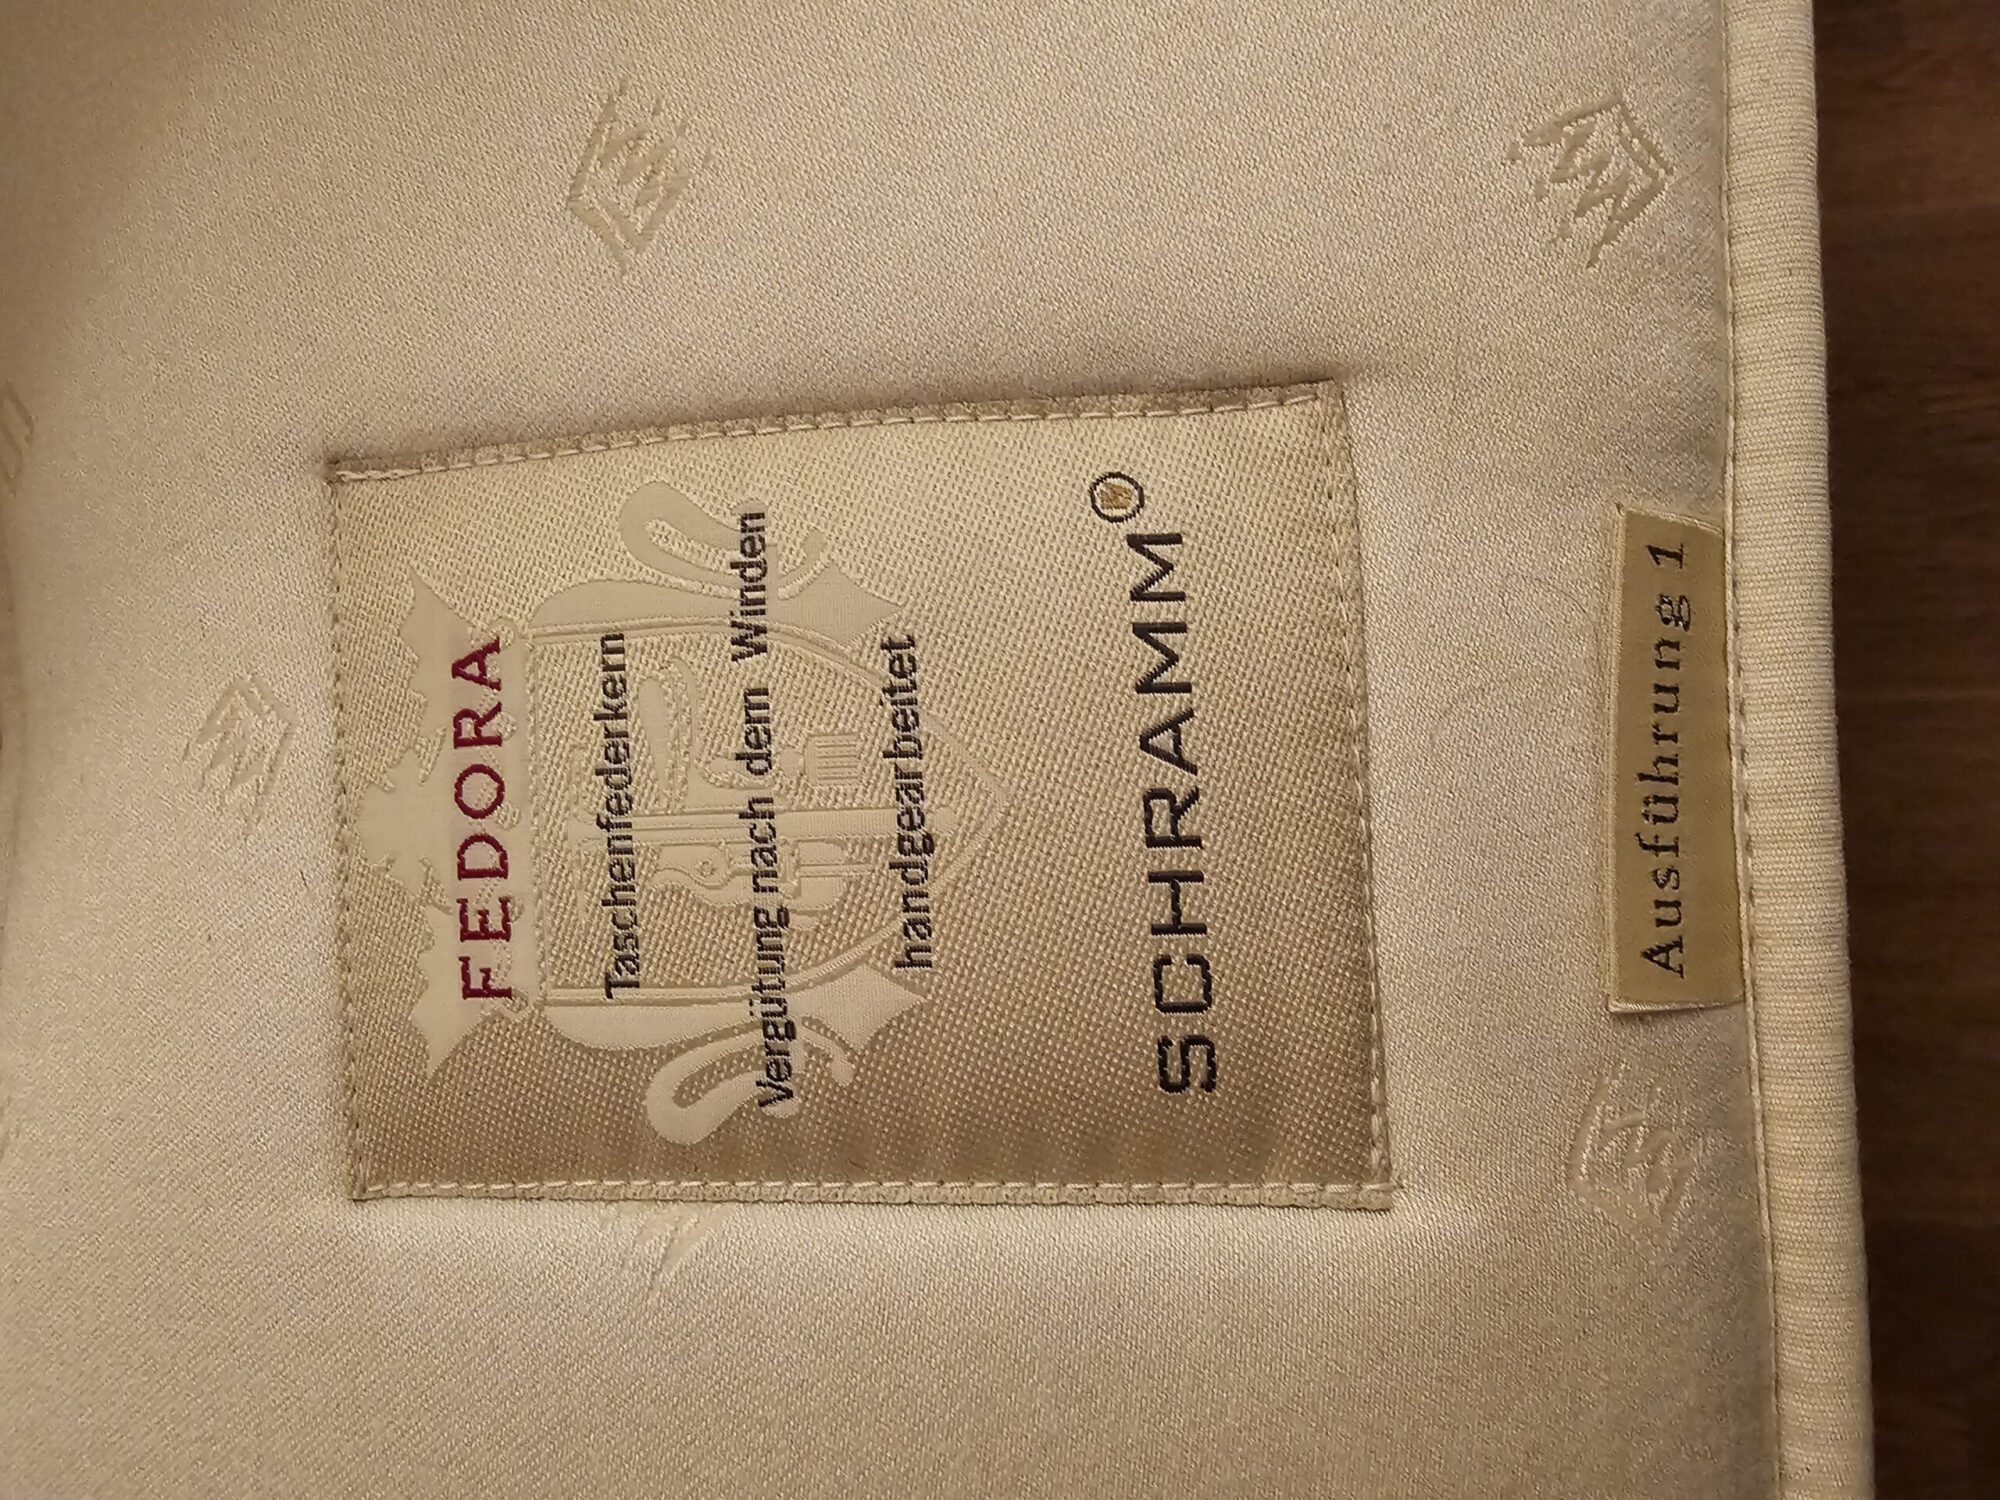 FEDORA
Taschenfederkern
Vergütung nach dem Winden
handgearbeitet
SCHRAMM
Ausführung 1